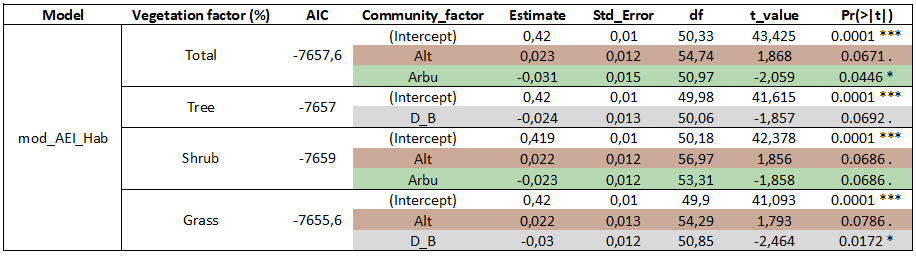 Model Vegetation factor (%) AIC Community_factor Estimate Std_Error df t_value Pr(>|t|)
(Intercept) 0,42 0,01 50,33 43,425 0.0001 ***
Total -7657,6 Alt 0,023 0,012 54,74 1,868 0.0671 .
Arbu -0,031 0,015 50,97 -2,059 0.0446 *
Tree -7657 (Intercept) 0,42 0,01 49,98 41,615 0.0001 ***
D_B -0,024 0,013 50,06 -1,857 0.0692 .
mod_AEI_Hab (Intercept) 0,419 0,01 50,18 42,378 0.0001 ***
Shrub -7659 Alt 0,022 0,012 56,97 1,856 0.0686 .
Arbu -0,023 0,012 53,31 -1,858 0.0686 .
(Intercept) 0,42 0,01 49,9 41,093 0.0001 ***
Grass -7655,6 Alt 0,022 0,013 54,29 1,793 0.0786 .
D_B -0,03 0,012 50,85 -2,464 0.0172 *